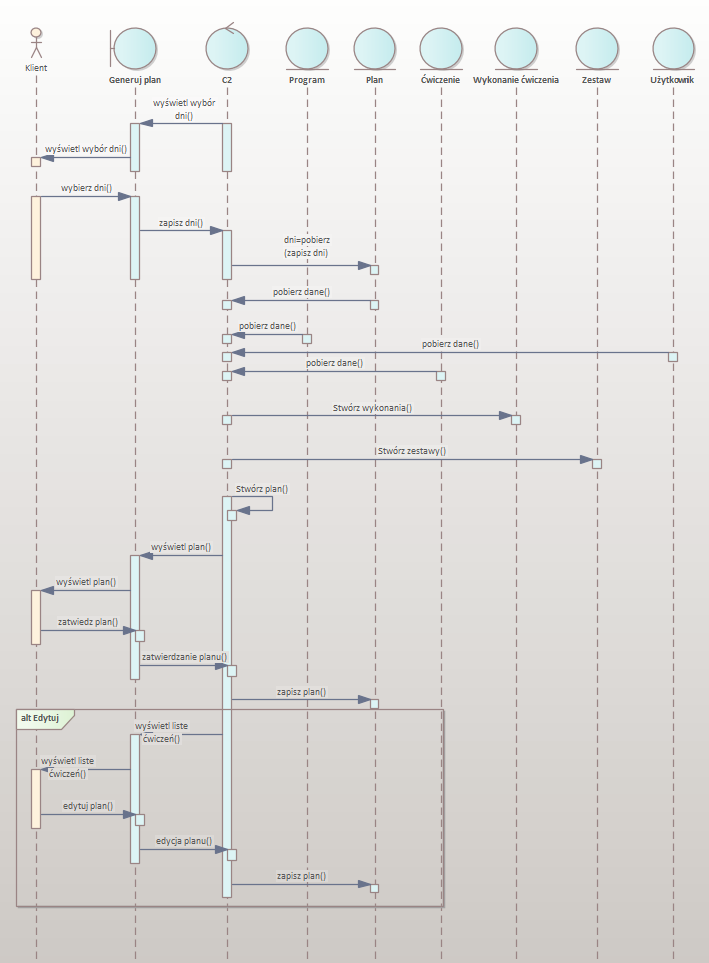 Klient
Generuj plan
C2
Program
Plan
Ćwiczenie
Wykonanie ćwiczenia
Zestaw
Użytkownik
wyświetl wybór
dni()
wyświetl wybór dni()
wybierz dni()
zapisz dni()
dni=pobierz
(zapisz dni)
pobierz dane()
pobierz dane()
pobierz dane()
pobierz dane()
Stwórz wykonania()
Stwórz zestawy()
Stwórz plan()
wyświetl plan()
wyświetl plan()
zatwiedz plan()
zatwierdzanie planu()
zapisz plan()
alt Edytuj
wyświetl liste
ćwiczeń()
wyświetl liste
ćwiczeń()
edytuj plan()
edycja planu()
zapisz plan()